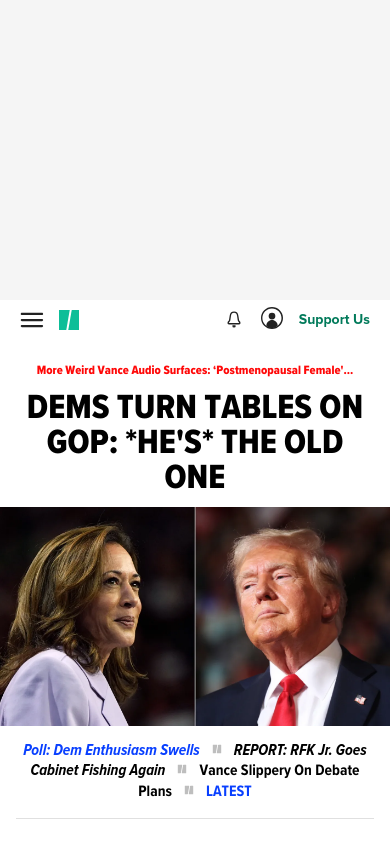 Support Us
More Weird Vance Audio Surfaces: ‘Postmenopausal Female’...
DEMS TURN TABLES ON
GOP: *HE'S* THE OLD
ONE
Poll: Dem Enthusiasm Swells REPORT: RFK Jr. Goes
Cabinet Fishing Again Vance Slippery On Debate
Plans LATEST